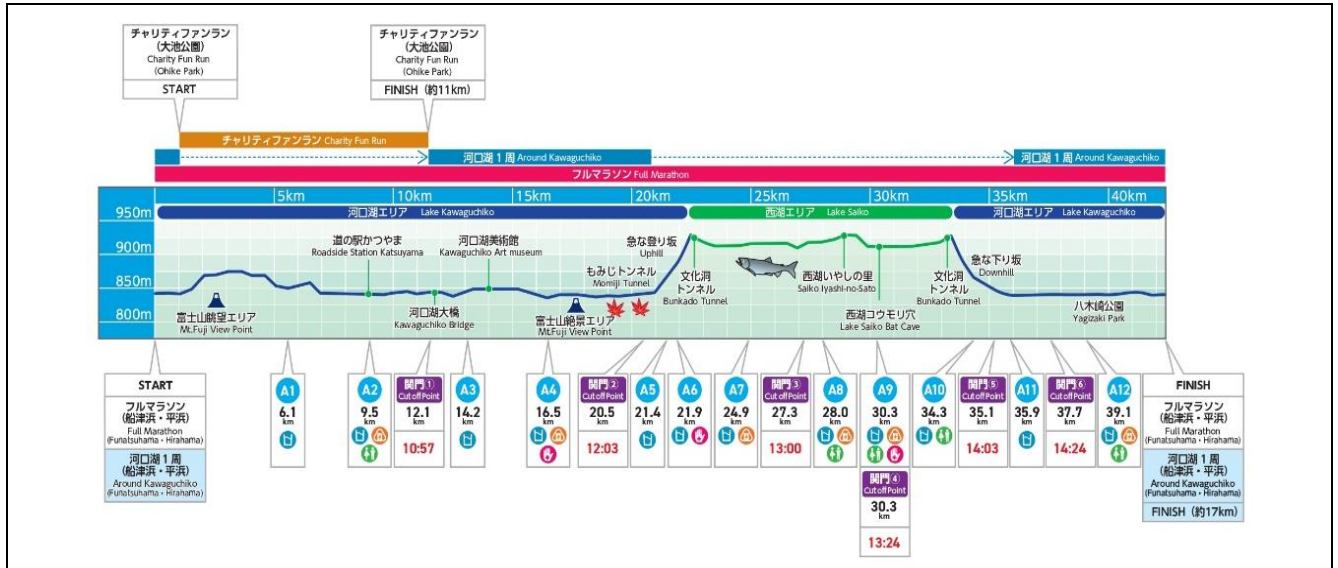 チャリティファンラン
(大池公園)
Charity Fun Run
(Ohike Park)
START
チャリティファンラン
(大池公園)
Charity Fun Run
(Ohike Park)
FINISH (約11km)
チャリティファンラン Charity Fun Run
河口湖 1 周 Around Kawaguchiko
河口湖 1 周 Around Kawaguchiko
フルマラソン Full Marathon
5km
10km
15km
20km
25km
30km
35km
40km
950m
河口湖エリア Lake Kawaguchiko
西湖エリア Lake Saiko
河口湖エリア Lake Kawaguchiko
900m
850m
800m
道の駅かつやま
Roadside Station Katsuyama
河口湖美術館
Kawaguchiko Art museum
急な登り坂
Uphill
もみじトンネル
Momiji Tunnel
文化洞
トンネル
Bunkado Tunnel
西湖いやしの里
Saiko Iyashi-no-Sato
文化洞
トンネル
Bunkado Tunnel
急な下り坂
Downhill
富士山眺望エリア
Mt.Fuji View Point
河口湖大橋
Kawaguchiko Bridge
富士山絶景エリア
Mt.Fuji View Point
西湖コウモリ穴
Lake Saiko Bat Cave
八木崎公園
Yagizaki Park
START
フルマラソン
(船津浜・平浜)
Full Marathon
(Funatsuhama・Hirahama)
河口湖 1 周
(船津浜・平浜)
Around Kawaguchiko
(Funatsuhama・Hirahama)
A1
6.1
km
A2
9.5
km
関門①
Cut off Point
12.1
km
10:57
A3
14.2
km
A4
16.5
km
関門②
Cut off Point
20.5
km
12:03
A5
21.4
km
A6
21.9
km
A7
24.9
km
関門③
Cut off Point
27.3
km
13:00
A8
28.0
km
A9
30.3
km
関門④
Cut off Point
30.3
km
13:24
A10
34.3
km
関門⑤
Cut off Point
35.1
km
14:03
A11
35.9
km
関門⑥
Cut off Point
37.7
km
14:24
A12
39.1
km
FINISH
フルマラソン
(船津浜・平浜)
Full Marathon
(Funatsuhama・Hirahama)
河口湖 1 周
(船津浜・平浜)
Around Kawaguchiko
(Funatsuhama・Hirahama)
FINISH (約17km)